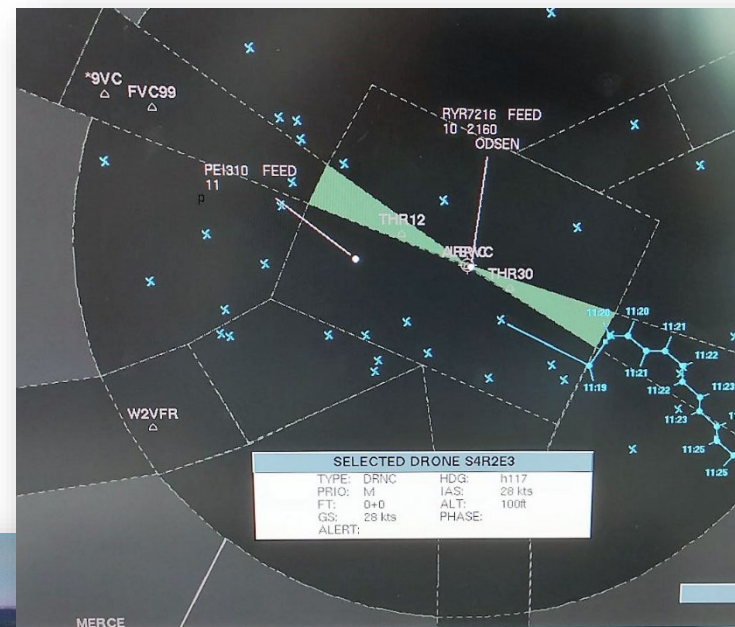 *9VC
FVC99
RYR7216 FEED
10 2160
ODSEN
PEI310 FEED
11
p
THR12
THR30
11:20
11:20
11:21
11:21
11:22
11:22
11:23
11:23
11:19
11:25
11:25
W2VFR
SELECTED DRONE S4R2E3
TYPE: DRNC HDG: h117
PRIO: M IAS: 28 kts
FT: 0+0 ALT: 100ft
GS: 28 kts PHASE:
ALERT:
MERCE